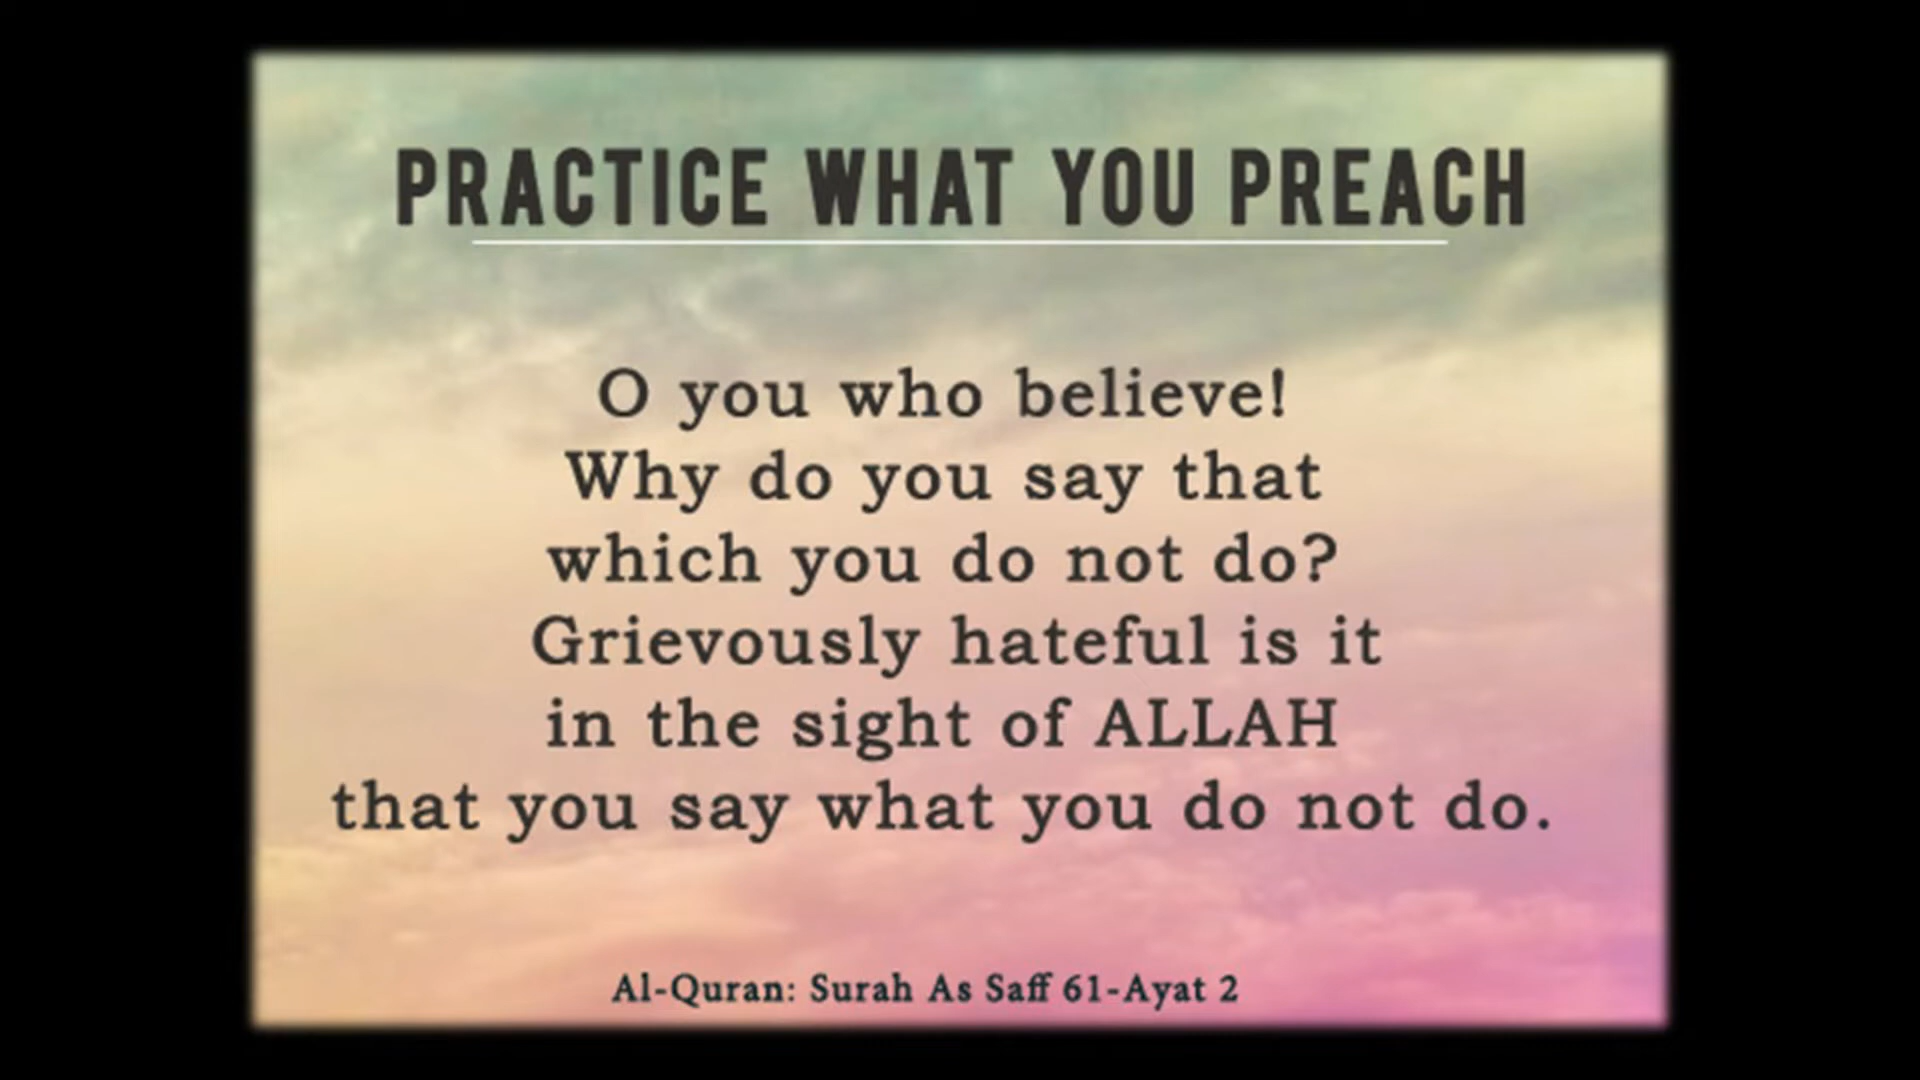 PRACTICE WHAT YOU PREACH
O you who believe!
Why do you say that
which you do not do?
Grievously hateful is it
in the sight of ALLAH
that you say what you do not do.
Al-Quran: Surah As Saff 61-Ayat 2